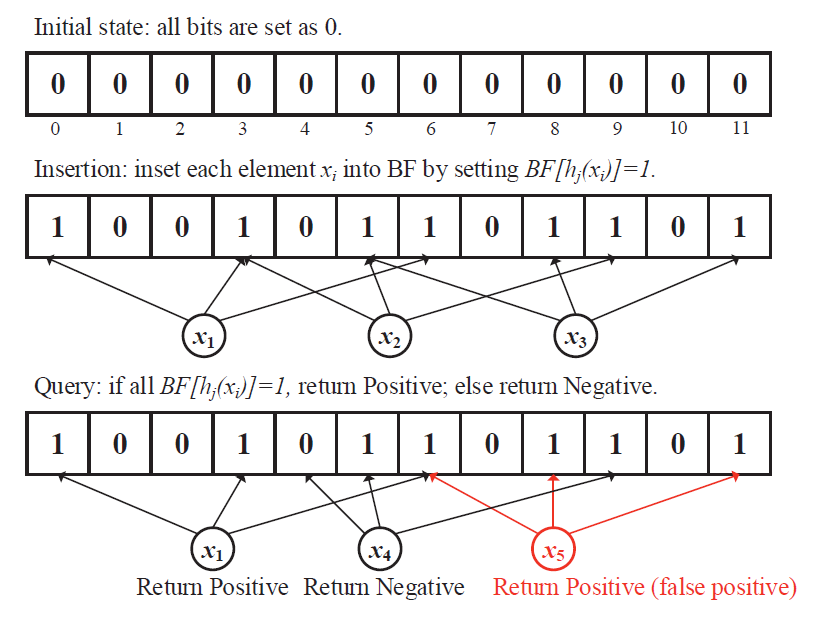 Initial state: all bits are set as 0.
0 0 0 0 0 0 0 0 0 0 0 0
0 1 2 3 4 5 6 7 8 9 10 11
Insertion: inset each element xᵢ into BF by setting BF[hⱼ(xᵢ)]=1.
1 0 0 1 0 1 1 0 1 1 0 1
x₁ x₂ x₃
Query: if all BF[hⱼ(xᵢ)]=1, return Positive; else return Negative.
1 0 0 1 0 1 1 0 1 1 0 1
x₁ x₄ x₅
Return Positive Return Negative Return Positive (false positive)